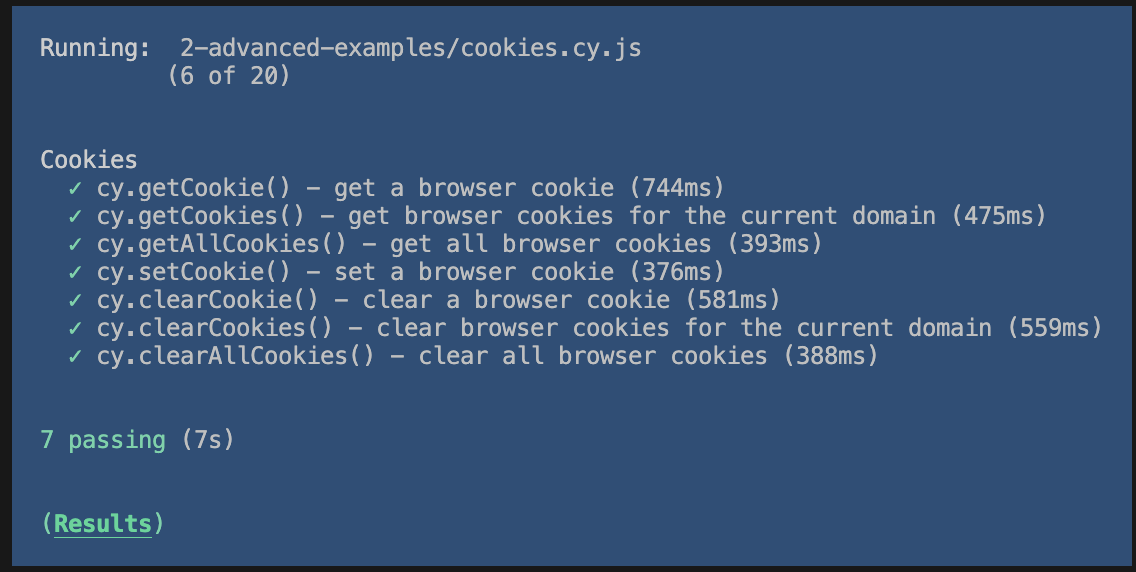 Running:  2-advanced-examples/cookies.cy.js
(6 of 20)
Cookies
✓ cy.getCookie() – get a browser cookie (744ms)
✓ cy.getCookies() – get browser cookies for the current domain (475ms)
✓ cy.getAllCookies() – get all browser cookies (393ms)
✓ cy.setCookie() – set a browser cookie (376ms)
✓ cy.clearCookie() – clear a browser cookie (581ms)
✓ cy.clearCookies() – clear browser cookies for the current domain (559ms)
✓ cy.clearAllCookies() – clear all browser cookies (388ms)
7 passing (7s)
(Results)